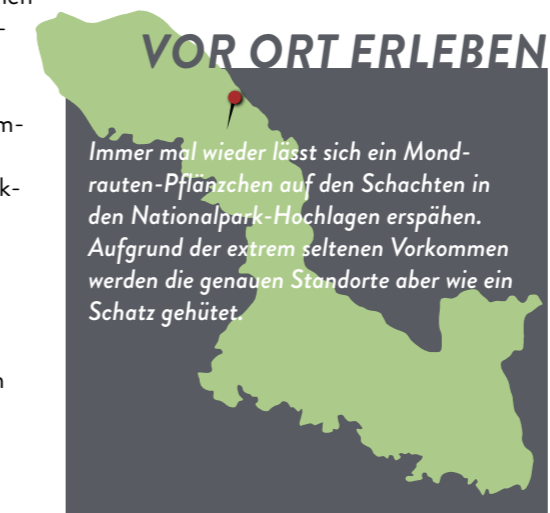 VOR ORT ERLEBEN
Immer mal wieder lässt sich ein Mond-
rauten-Pflänzchen auf den Schachten in
den Nationalpark-Hochlagen erspähen.
Aufgrund der extrem seltenen Vorkommen
werden die genauen Standorte aber wie ein
Schatz gehütet.